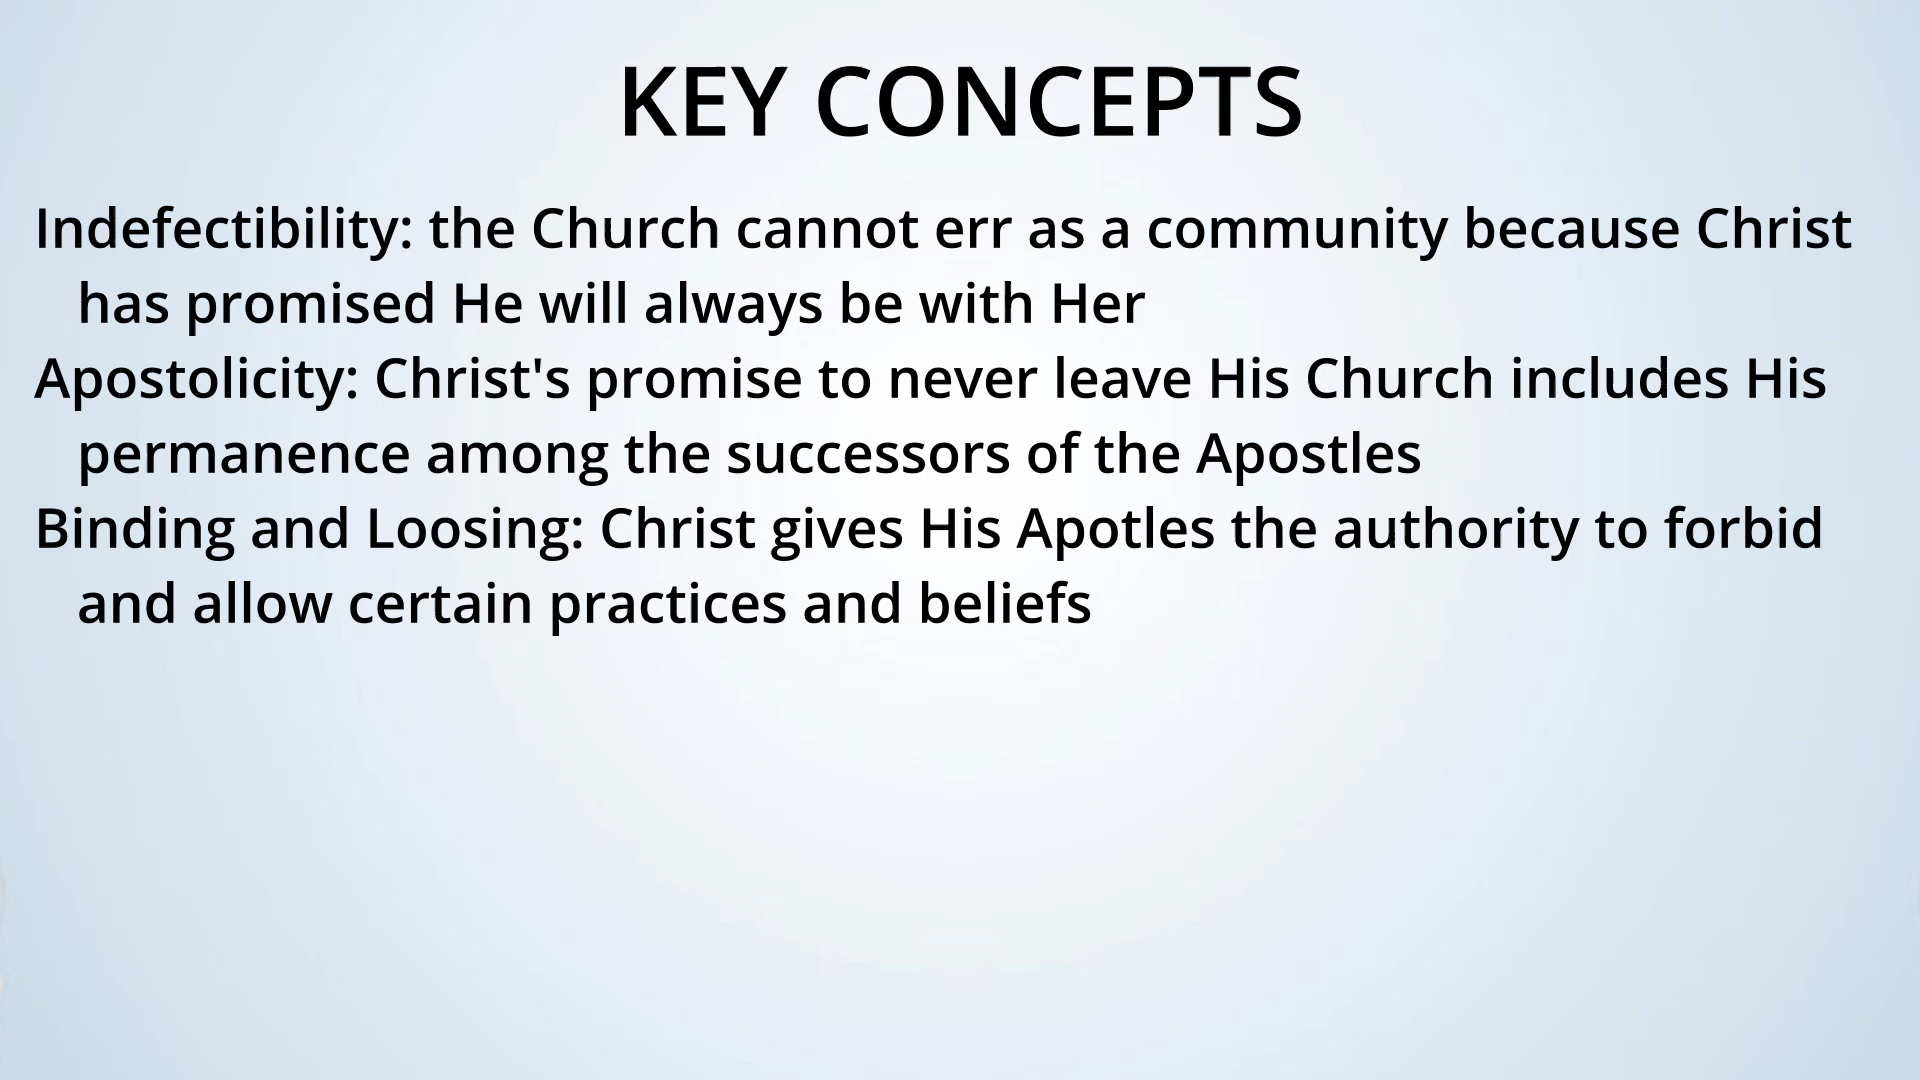 KEY CONCEPTS
Indefectibility: the Church cannot err as a community because Christ
has promised He will always be with Her
Apostolicity: Christ's promise to never leave His Church includes His
permanence among the successors of the Apostles
Binding and Loosing: Christ gives His Apotles the authority to forbid
and allow certain practices and beliefs